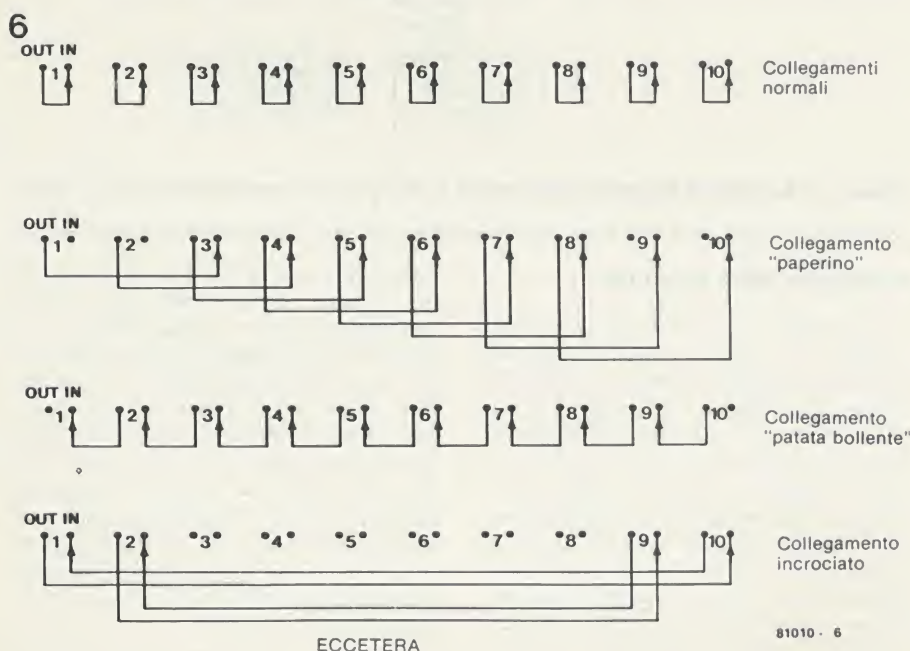 6
OUT IN
1 2 3 4 5 6 7 8 9 10
Collegamenti
normali
OUT IN
1 2 3 4 5 6 7 8 9 10
Collegamento
"paperino"
OUT IN
1 2 3 4 5 6 7 8 9 10
Collegamento
"patata bollente"
OUT IN
1 2 3 4 5 6 7 8 9 10
Collegamento
incrociato
ECCETERA
81010 - 6